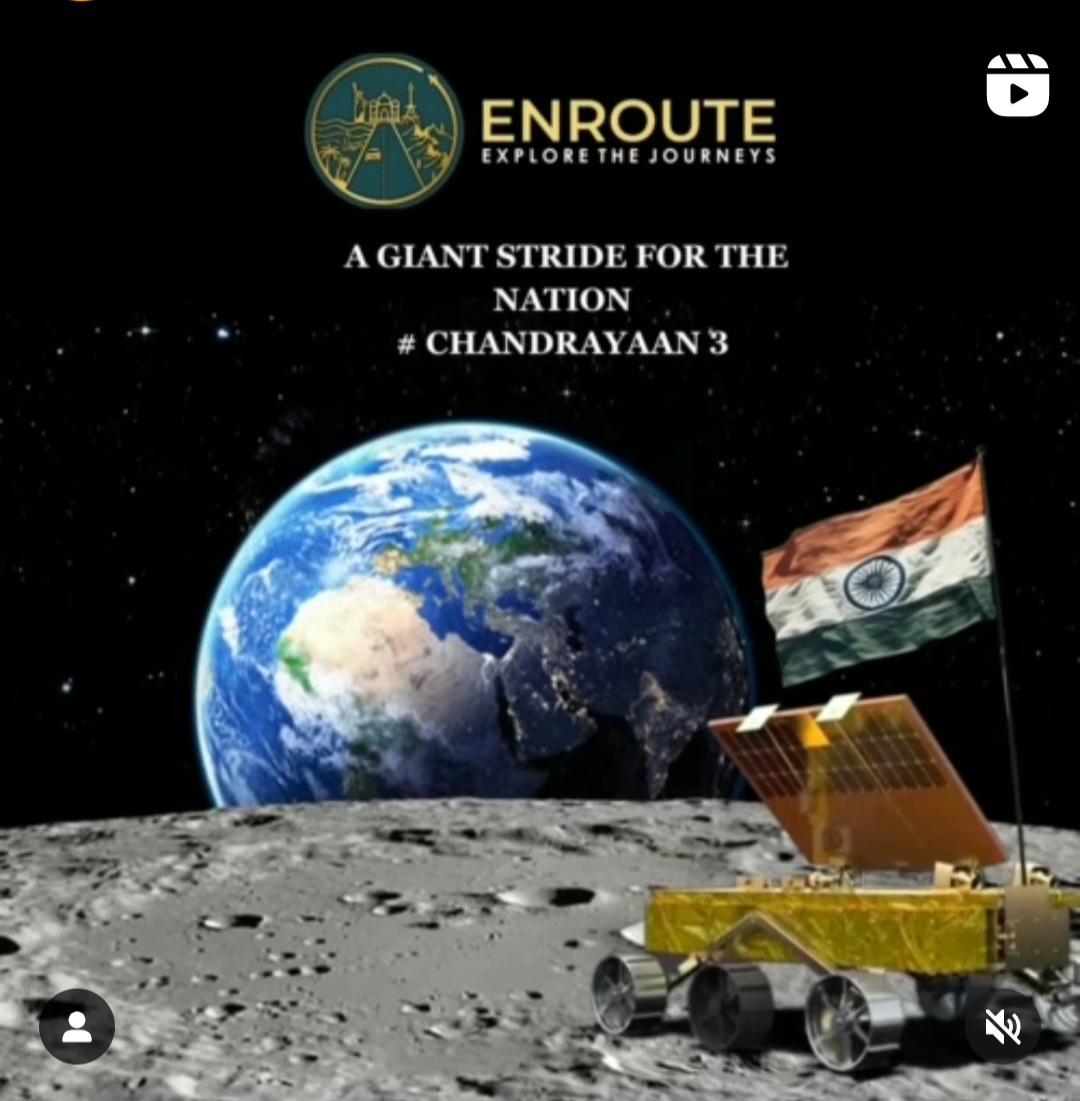 ENROUTE
EXPLORE THE JOURNEYS
A GIANT STRIDE FOR THE
NATION
# CHANDRAYAAN 3